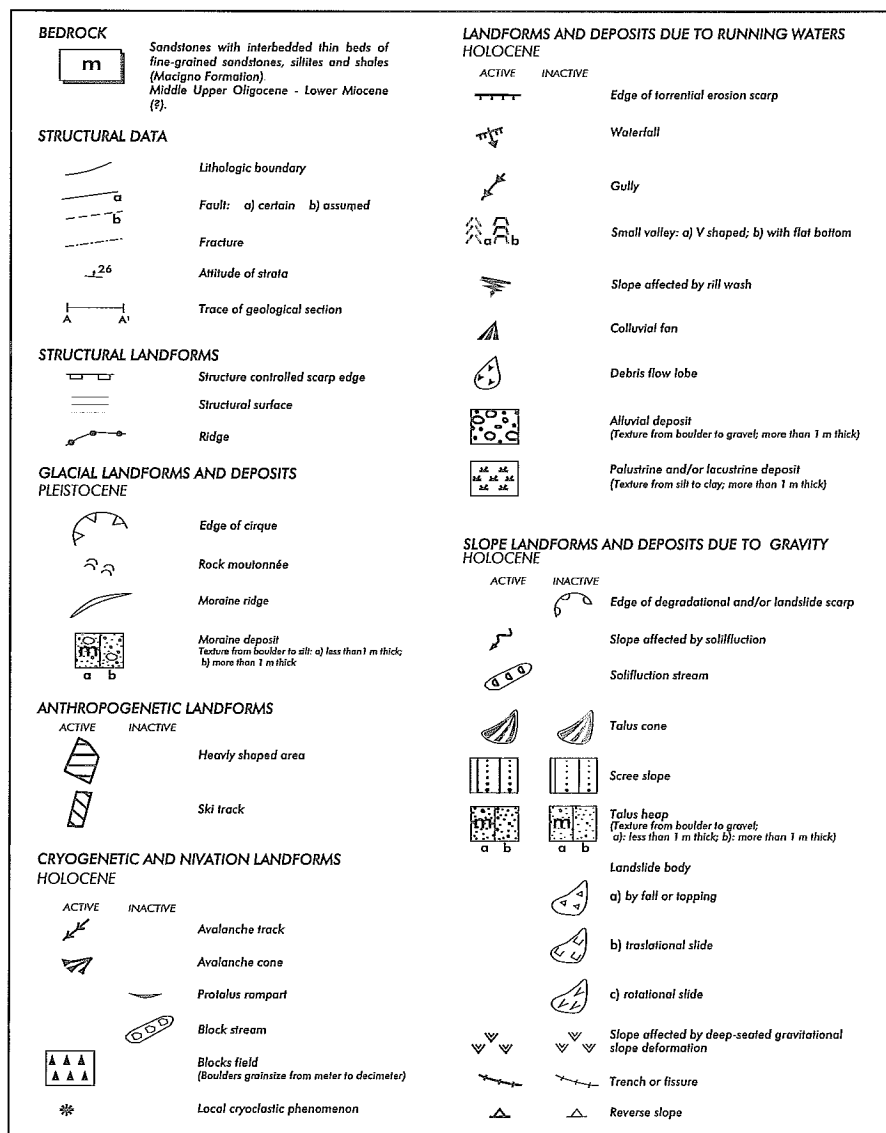 BEDROCK
m
Sandstones with interbedded thin beds of
fine-grained sandstones, siltites and shales
(Macigno Formation)
Middle Upper Oligocene - Lower Miocene
(?).
STRUCTURAL DATA
Lithologic boundary
a
b
Fault: a) certain b) assumed
Fracture
26
Attitude of strata
A A'
Trace of geological section
STRUCTURAL LANDFORMS
Structure controlled scarp edge
Structural surface
Ridge
GLACIAL LANDFORMS AND DEPOSITS
PLEISTOCENE
Edge of cirque
Rock moutonnée
Moraine ridge
m
a b
Moraine deposit
Texture from boulder to silt: a) less than 1 m thick;
b) more than 1 m thick
ANTHROPOGENETIC LANDFORMS
ACTIVE INACTIVE
Heavly shaped area
Ski track
CRYOGENETIC AND NIVATION LANDFORMS
HOLOCENE
ACTIVE INACTIVE
Avalanche track
Avalanche cone
Protalus rampart
Block stream
Blocks field
(Boulders grainsize from meter to decimeter)
Local cryoclastic phenomenon
LANDFORMS AND DEPOSITS DUE TO RUNNING WATERS
HOLOCENE
ACTIVE INACTIVE
Edge of torrential erosion scarp
Waterfall
Gully
a b
Small valley: a) V shaped; b) with flat bottom
Slope affected by rill wash
Colluvial fan
Debris flow lobe
Alluvial deposit
(Texture from boulder to gravel; more than 1 m thick)
Palustrine and/or lacustrine deposit
(Texture from silt to clay; more than 1 m thick)
SLOPE LANDFORMS AND DEPOSITS DUE TO GRAVITY
HOLOCENE
ACTIVE INACTIVE
Edge of degradational and/or landslide scarp
Slope affected by solilfluction
Solifluction stream
Talus cone
Scree slope
m m
a b a b
Talus heap
(Texture from boulder to gravel;
a): less than 1 m thick; b): more than 1 m thick)
Landslide body
a) by fall or topping
b) traslational slide
c) rotational slide
Slope affected by deep-seated gravitational
slope deformation
Trench or fissure
Reverse slope